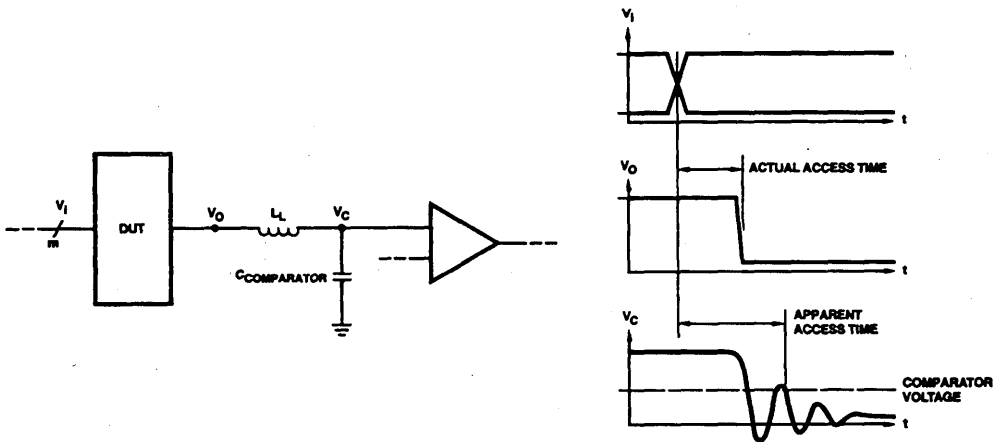 Vi
m
DUT
VO
LL
VC
CCOMPARATOR
Vi
t
VO
ACTUAL ACCESS TIME
t
VC
APPARENT
ACCESS TIME
COMPARATOR
VOLTAGE
t